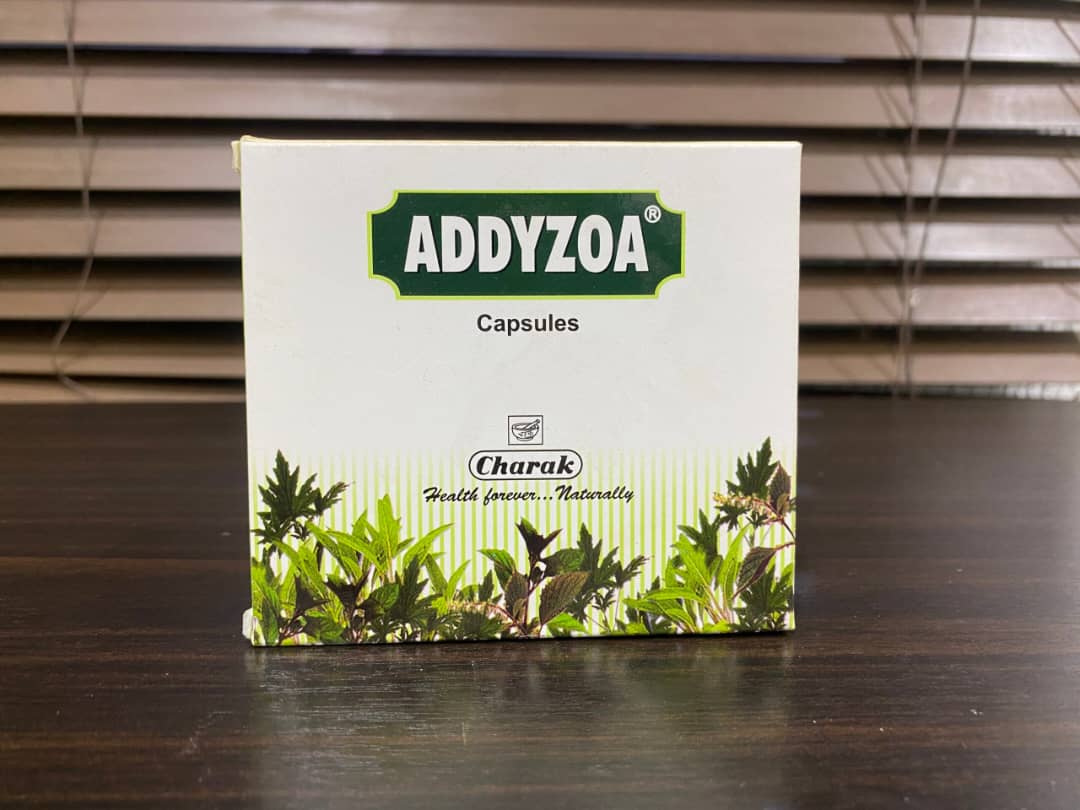 ADDYZOA®
Capsules
Charak
Health forever...Naturally